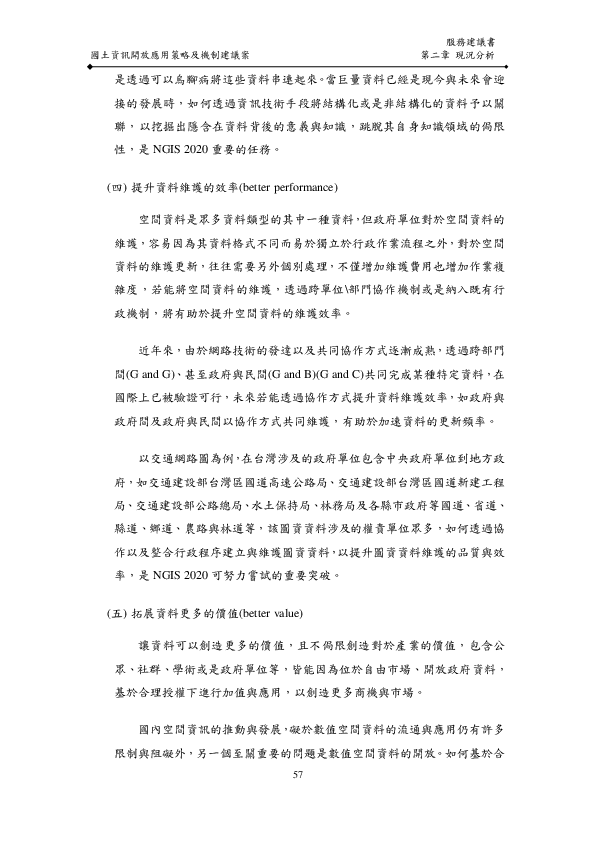 服務建議書
國土資訊開放應用策略及機制建議案
第二章 現況分析
是透過可以烏腳病將這些資料串連起來。當巨量資料已經是現今與未來會迎
接的發展時，如何透過資訊技術手段將結構化或是非結構化的資料予以關
聯，以挖掘出隱含在資料背後的意義與知識，跳脫其自身知識領域的侷限
性，是 NGIS 2020 重要的任務。
(四) 提升資料維護的效率(better performance)
空間資料是眾多資料類型的其中一種資料，但政府單位對於空間資料的
維護，容易因為其資料格式不同而易於獨立於行政作業流程之外，對於空間
資料的維護更新，往往需要另外個別處理，不僅增加維護費用也增加作業複
雜度，若能將空間資料的維護，透過跨單位\部門協作機制或是納入既有行
政機制，將有助於提升空間資料的維護效率。
近年來，由於網路技術的發達以及共同協作方式逐漸成熟，透過跨部門
間(G and G)、甚至政府與民間(G and B)(G and C)共同完成某種特定資料，在
國際上已被驗證可行，未來若能透過協作方式提升資料維護效率，如政府與
政府間及政府與民間以協作方式共同維護，有助於加速資料的更新頻率。
以交通網路圖為例，在台灣涉及的政府單位包含中央政府單位到地方政
府，如交通建設部台灣區國道高速公路局、交通建設部台灣區國道新建工程
局、交通建設部公路總局、水土保持局、林務局及各縣市政府等國道、省道、
縣道、鄉道、農路與林道等，該圖資資料涉及的權責單位眾多，如何透過協
作以及整合行政程序建立與維護圖資資料，以提升圖資資料維護的品質與效
率，是 NGIS 2020 可努力嘗試的重要突破。
(五) 拓展資料更多的價值(better value)
讓資料可以創造更多的價值，且不侷限創造對於產業的價值，包含公
眾、社群、學術或是政府單位等，皆能因為位於自由市場、開放政府資料，
基於合理授權下進行加值與應用，以創造更多商機與市場。
國內空間資訊的推動與發展，礙於數值空間資料的流通與應用仍有許多
限制與阻礙外，另一個至關重要的問題是數值空間資料的開放。如何基於合
57